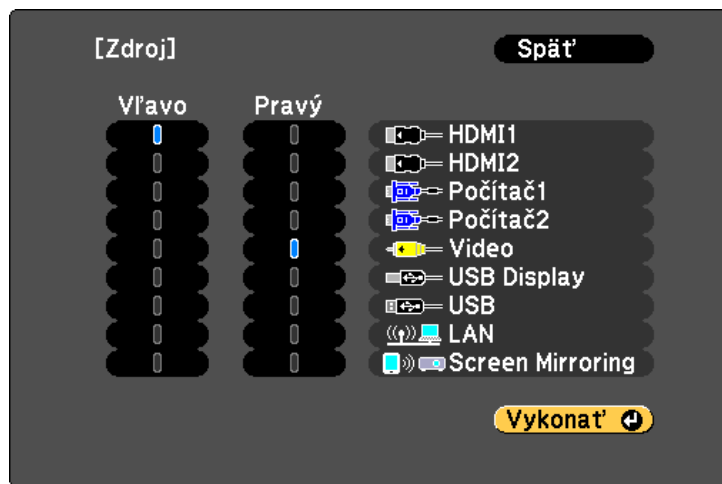 [Zdroj] Späť
Vľavo Pravý
HDMI1
HDMI2
Počítač1
Počítač2
Video
USB Display
USB
LAN
Screen Mirroring
Vykonať